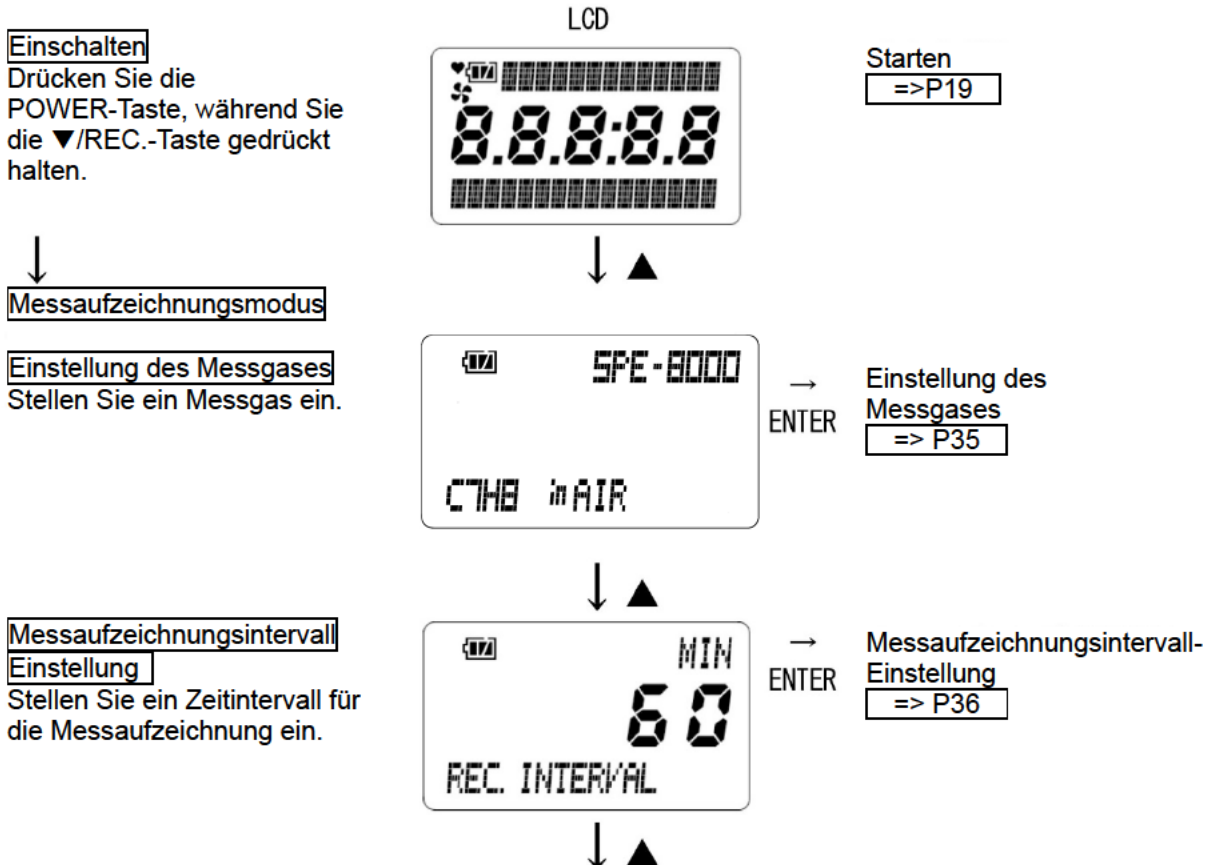 LCD
Einschalten
Drücken Sie die
POWER-Taste, während Sie
die ▼/REC.-Taste gedrückt
halten.
8.8.8:8.8
Starten
=>P19
↓
↓ ▲
Messaufzeichnungsmodus
Einstellung des Messgases
Stellen Sie ein Messgas ein.
SPE-8000
C7H8 in AIR
→
ENTER
Einstellung des
Messgases
=> P35
↓ ▲
Messaufzeichnungsintervall
Einstellung
Stellen Sie ein Zeitintervall für
die Messaufzeichnung ein.
MIN
60
REC. INTERVAL
→
ENTER
Messaufzeichnungsintervall-
Einstellung
=> P36
↓ ▲